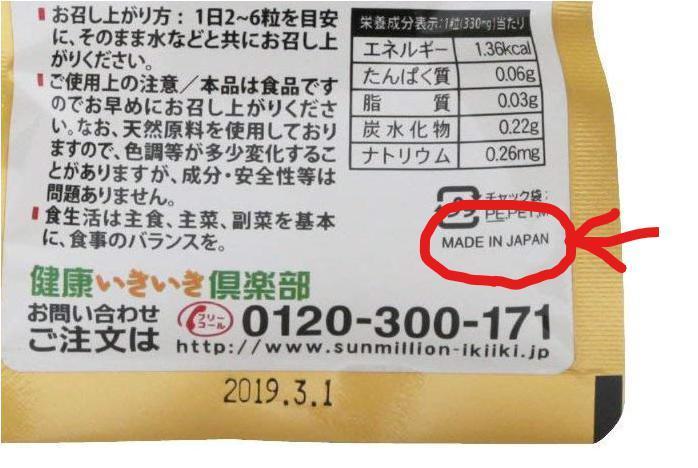 お召し上がり方：1日2~6粒を目安
に、そのまま水などと共にお召し上
がりください。
ご使用上の注意／本品は食品です
のでお早めにお召し上がりくださ
い。なお、天然原料を使用しており
ますので、色調等が多少変化するこ
とがありますが、成分・安全性等は
問題ありません。
食生活は主食、主菜、副菜を基本
に、食事のバランスを。
栄養成分表示:1粒(330mg)当たり
エネルギー 1.36kcal
たんぱく質 0.06g
脂質 0.03g
炭水化物 0.22g
ナトリウム 0.26mg
チャック袋：
PE,PET,M
MADE IN JAPAN
健康いきいき倶楽部
お問い合わせ
ご注文は
フリー
コール
0120-300-171
http://www.sunmillion-ikiiki.jp
2019.3.1